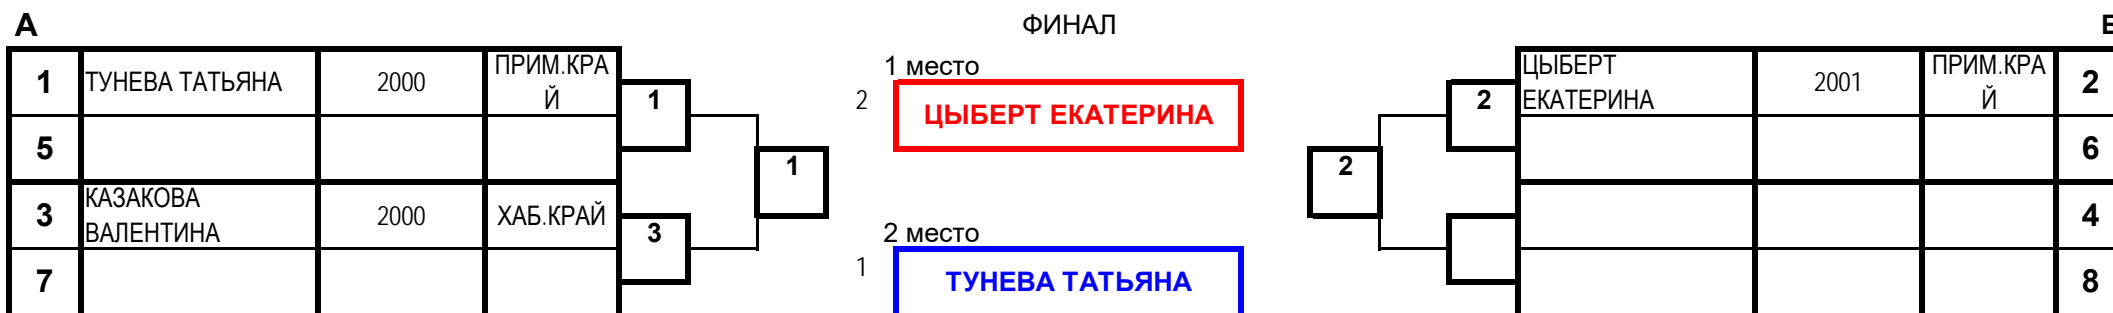 А ФИНАЛ
1 место
1 ТУНЕВА ТАТЬЯНА 2000 ПРИМ.КРА
Й
1
2 ЦЫБЕРТ ЕКАТЕРИНА
2 ЦЫБЕРТ
ЕКАТЕРИНА 2001 ПРИМ.КРА
Й 2
5
6
1
2
3 КАЗАКОВА
ВАЛЕНТИНА 2000 ХАБ.КРАЙ
3
4
2 место
7
1 ТУНЕВА ТАТЬЯНА
8